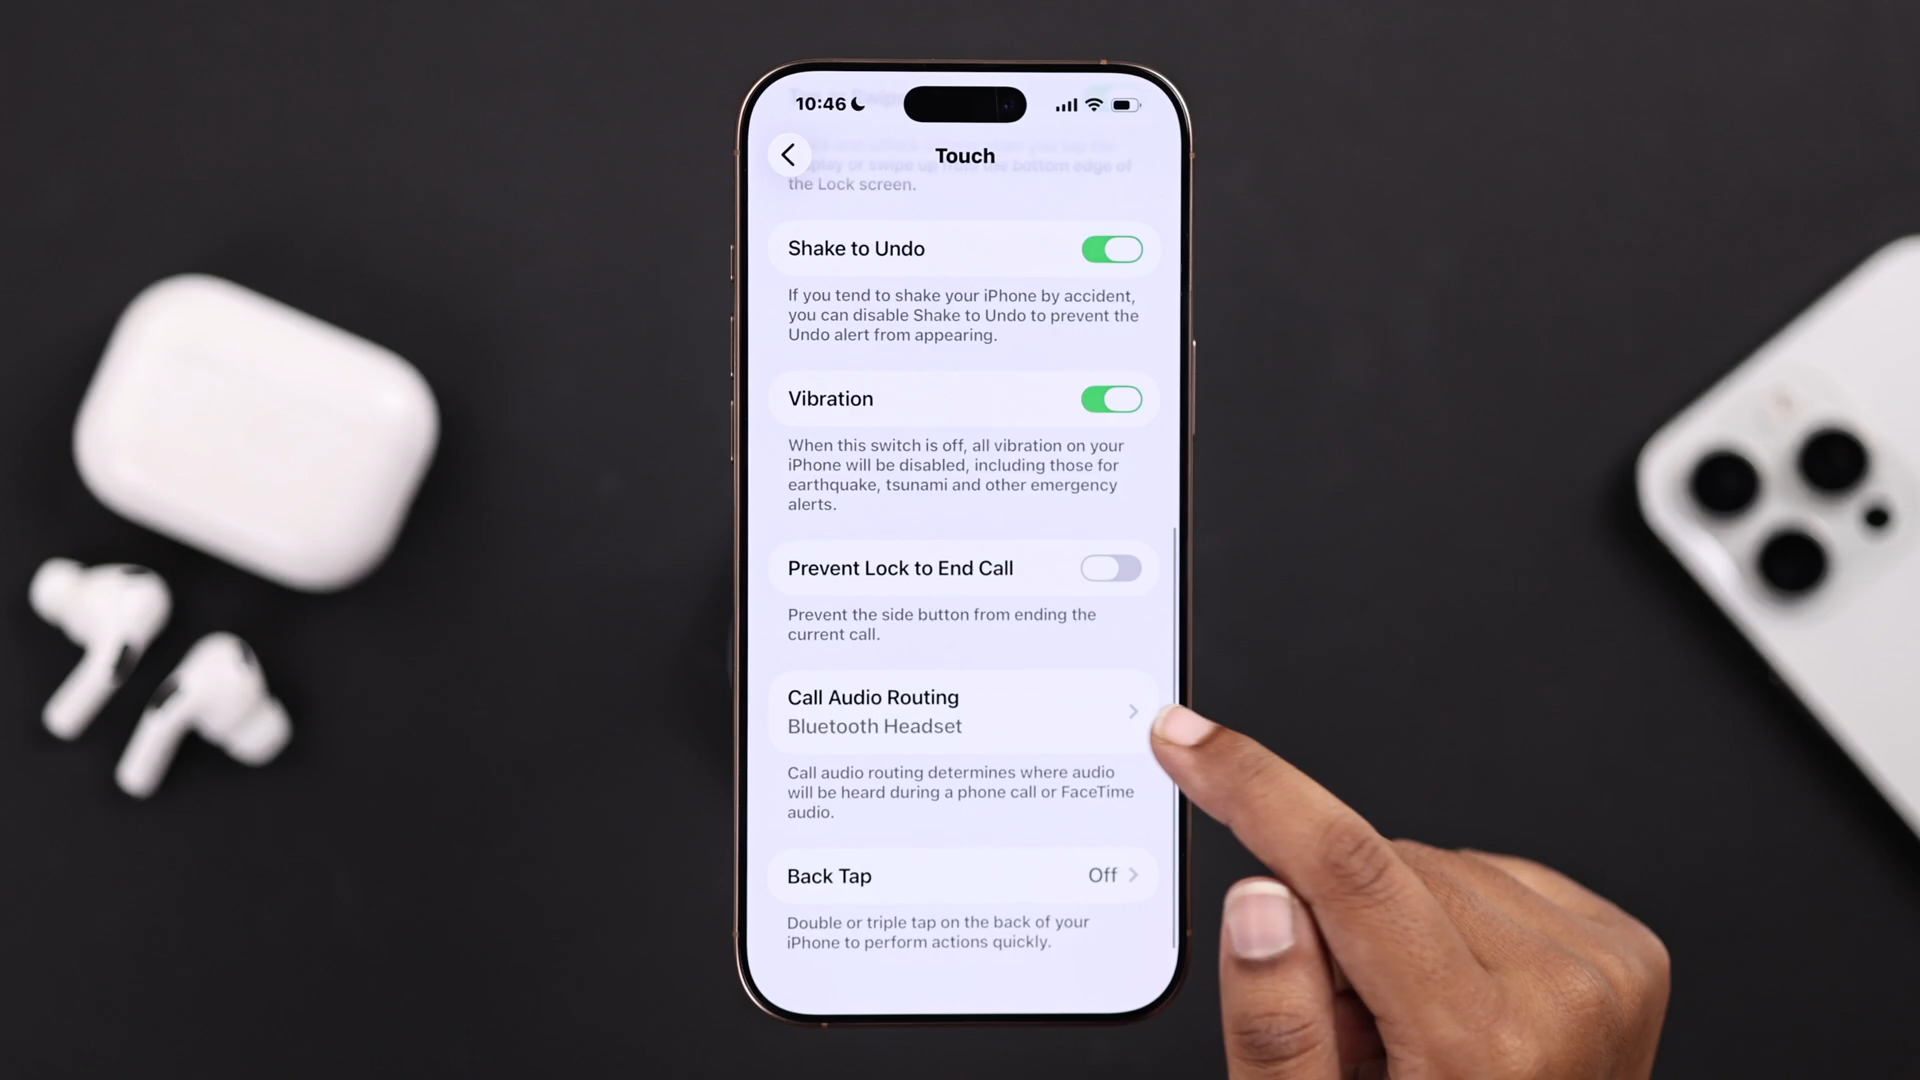 10:46
Touch
play or swipe up from the bottom edge of
the Lock screen.
Shake to Undo
If you tend to shake your iPhone by accident,
you can disable Shake to Undo to prevent the
Undo alert from appearing.
Vibration
When this switch is off, all vibration on your
iPhone will be disabled, including those for
earthquake, tsunami and other emergency
alerts.
Prevent Lock to End Call
Prevent the side button from ending the
current call.
Call Audio Routing
Bluetooth Headset
Call audio routing determines where audio
will be heard during a phone call or FaceTime
audio.
Back Tap Off
Double or triple tap on the back of your
iPhone to perform actions quickly.